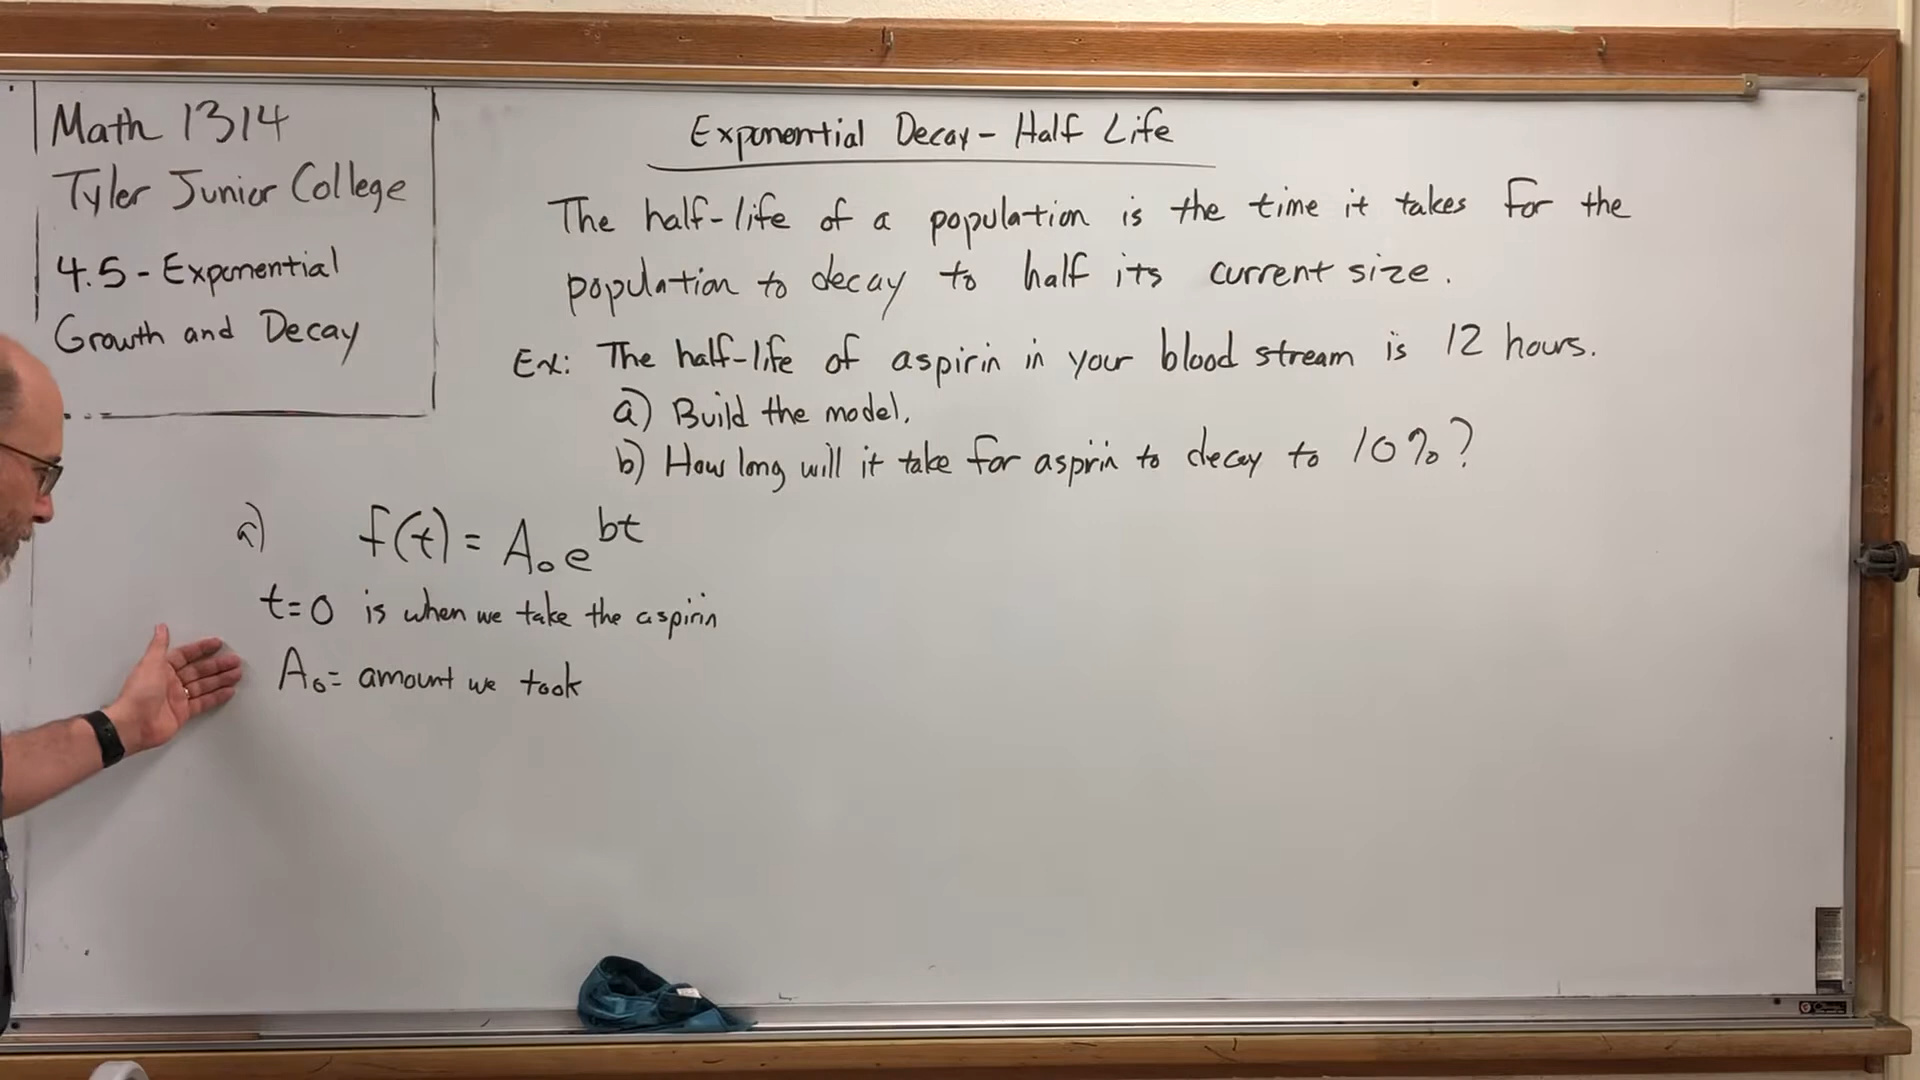 Math 1314
Tyler Junior College
4.5 - Exponential
Growth and Decay
Exponential Decay - Half Life
The half-life of a population is the time it takes for the
population to decay to half its current size.
Ex: The half-life of aspirin in your blood stream is 12 hours.
a) Build the model.
b) How long will it take for aspirin to decay to 10%?
a) f(t) = A₀e^{bt}
t=0 is when we take the aspirin
A₀= amount we took